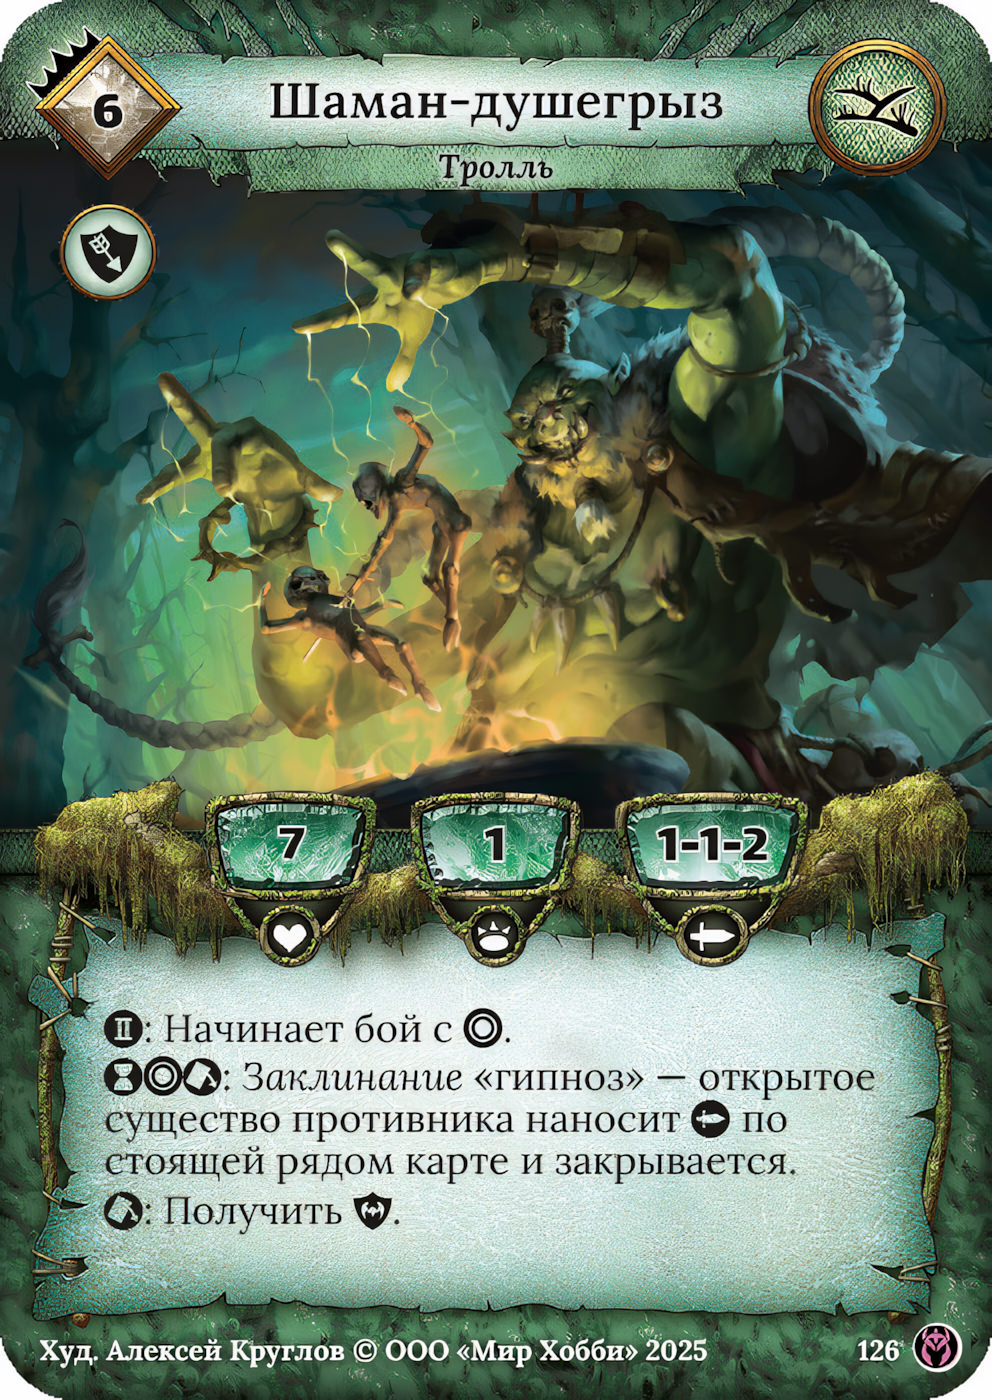 6
Шаман-душегрыз
Тролль
7
1
1-1-2
II: Начинает бой с .
: Заклинание «гипноз» — открытое
существо противника наносит по
стоящей рядом карте и закрывается.
: Получить .
Худ. Алексей Круглов © ООО «Мир Хобби» 2025
126